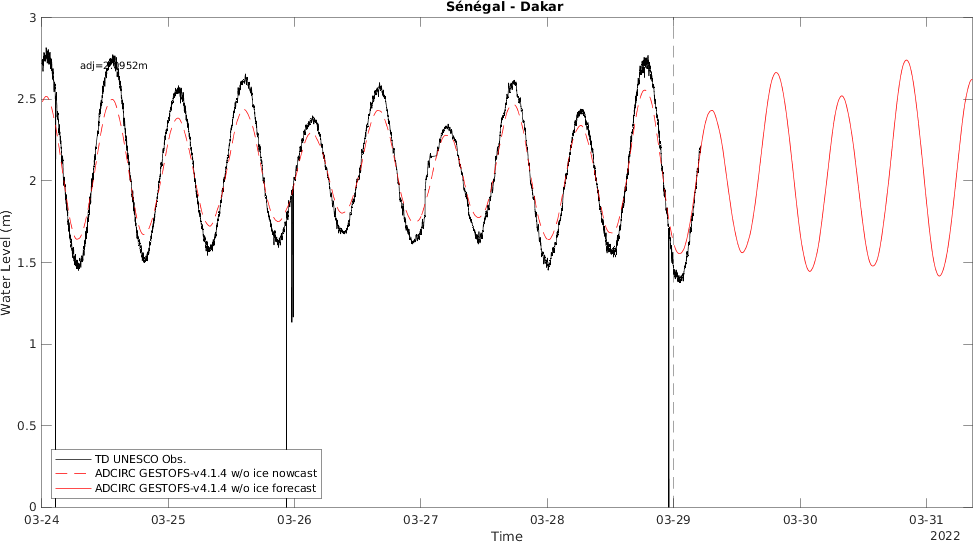 Sénégal - Dakar
3
2.5
2
1.5
1
0.5
0
Water Level (m)
TD UNESCO Obs.
ADCIRC GESTOFS-v4.1.4 w/o ice nowcast
ADCIRC GESTOFS-v4.1.4 w/o ice forecast
03-24 03-25 03-26 03-27 03-28 03-29 03-30 03-31
Time
2022